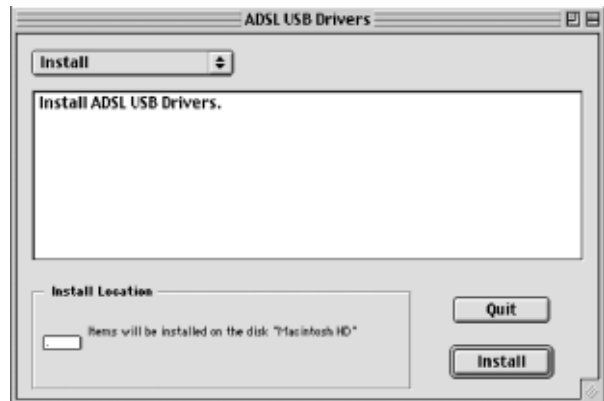 ADSL USB Drivers
Install
Install ADSL USB Drivers.
Install Location
Items will be installed on the disk "Macintosh HD"
Quit
Install